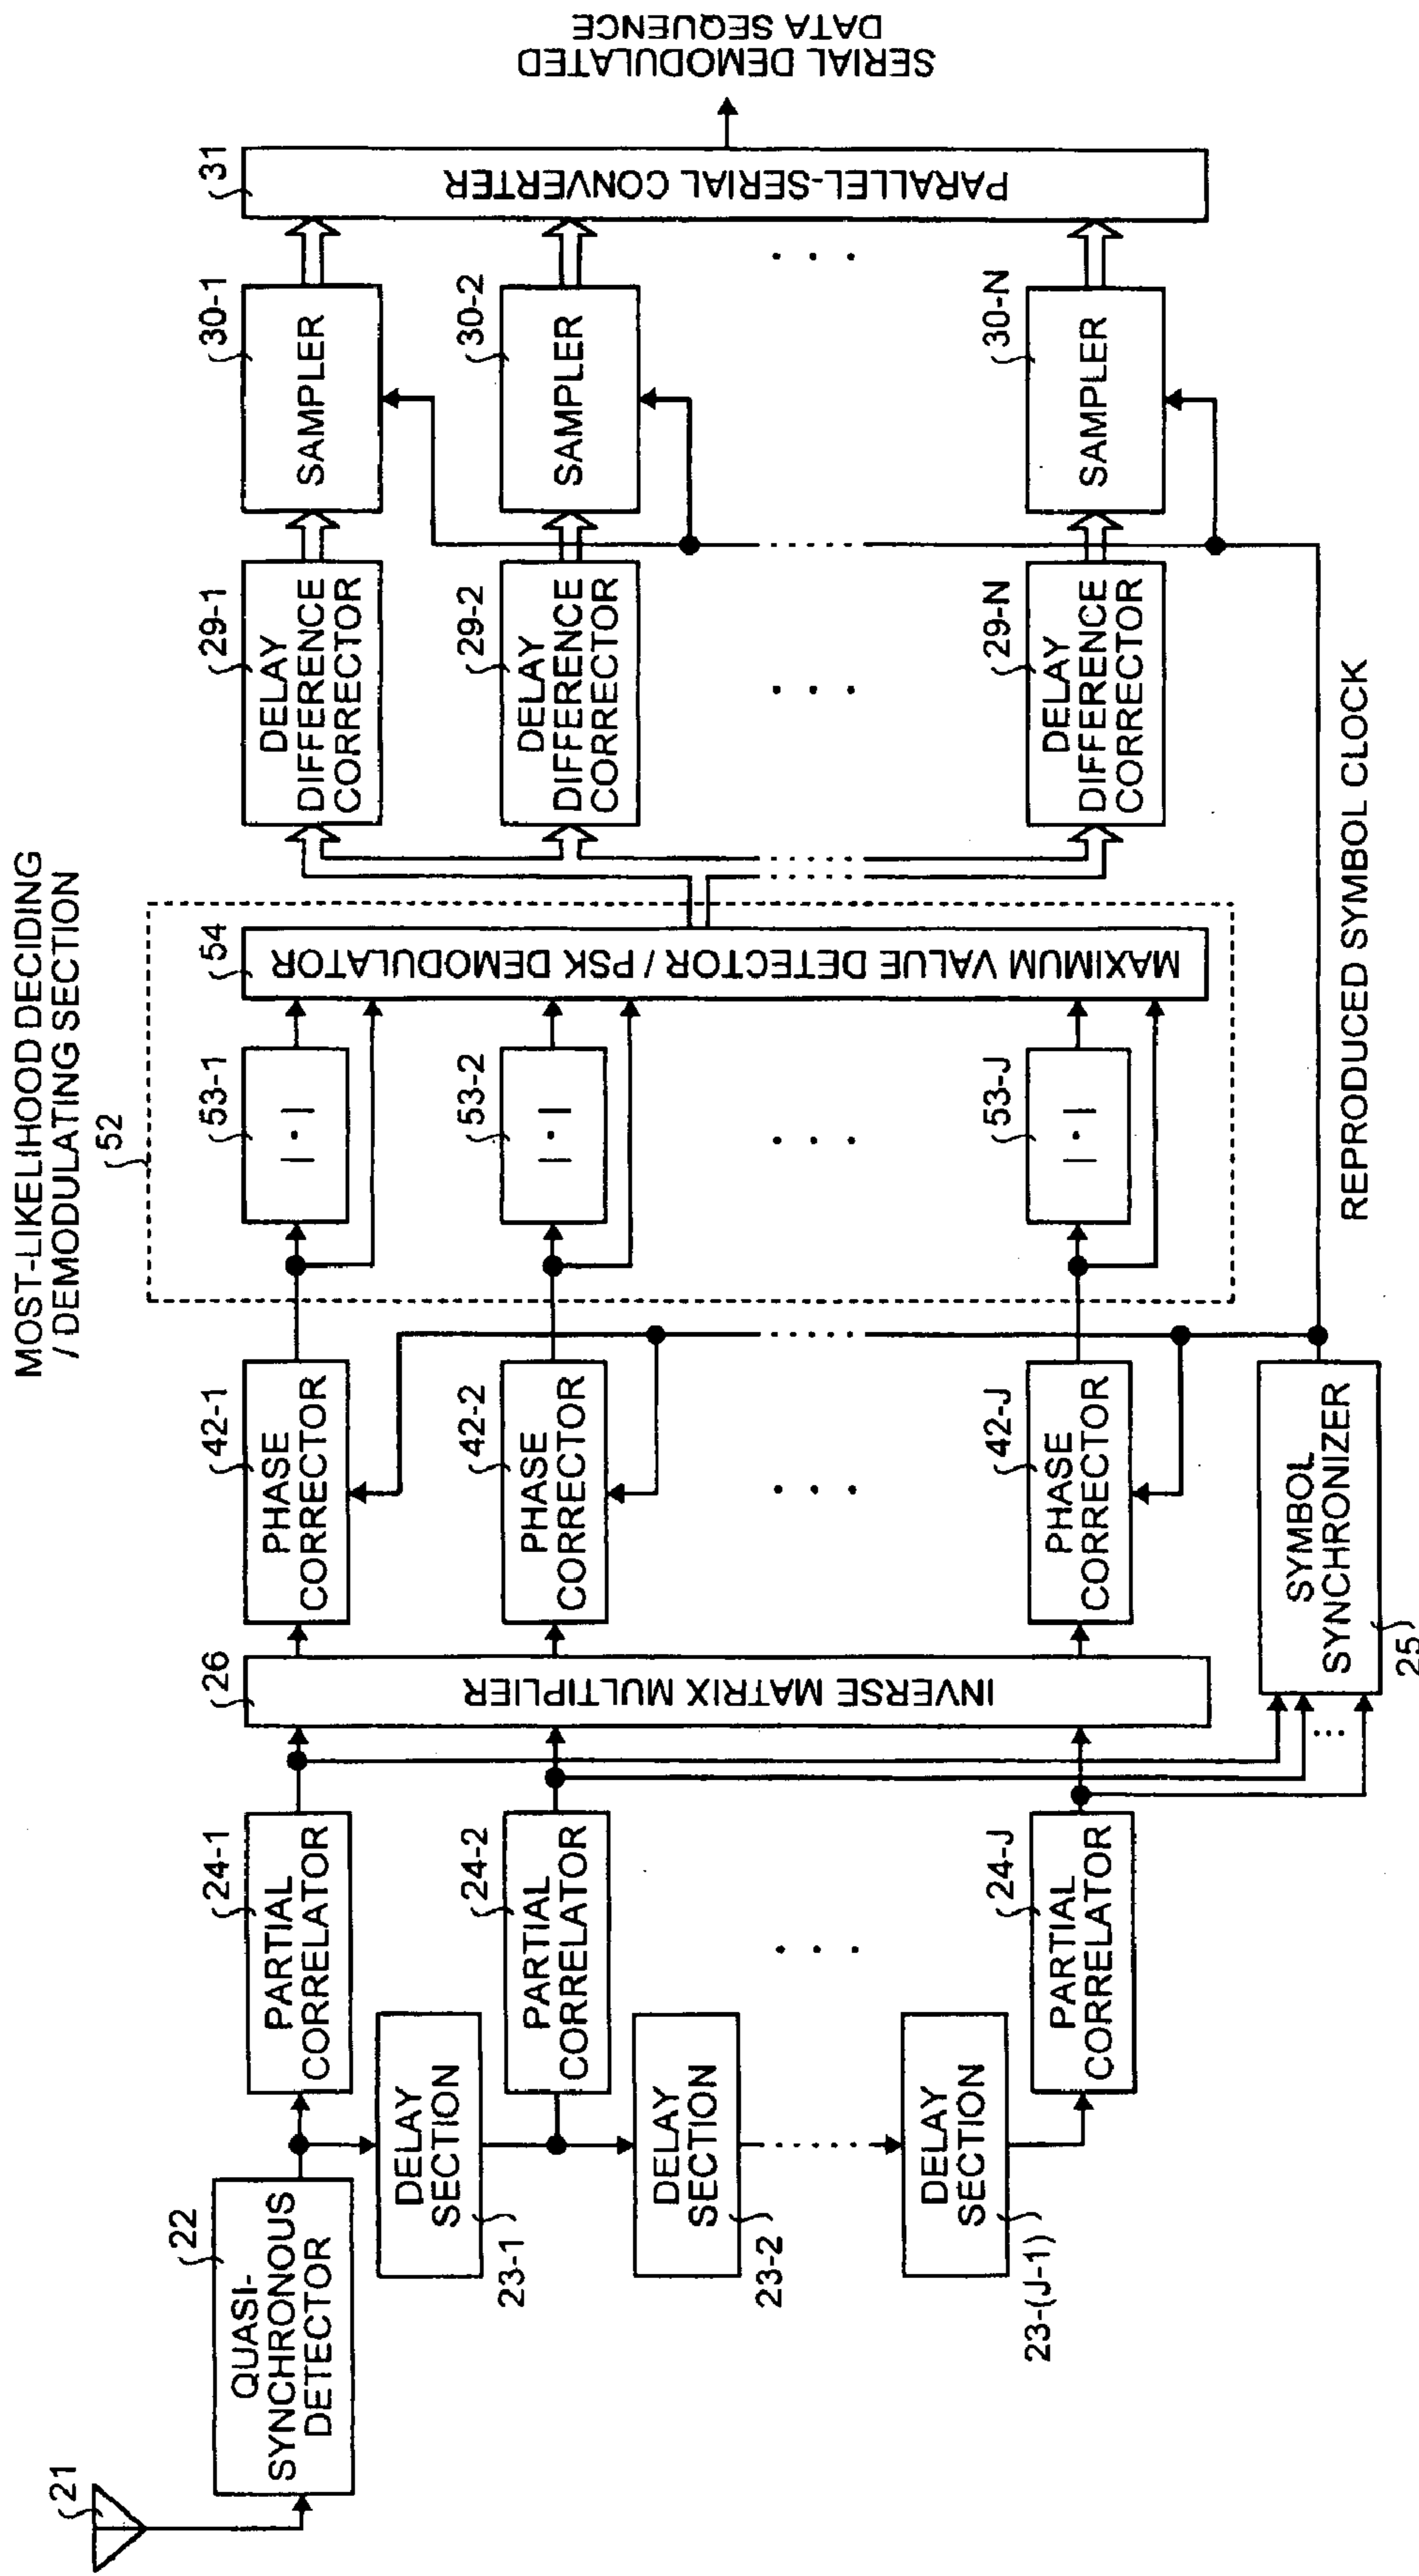 21
22
QUASI-
SYNCHRONOUS
DETECTOR
DELAY
SECTION
23-1
DELAY
SECTION
23-2
DELAY
SECTION
23-(J-1)
24-1
PARTIAL
CORRELATOR
24-2
PARTIAL
CORRELATOR
. . .
24-J
PARTIAL
CORRELATOR
26
INVERSE MATRIX MULTIPLIER
SYMBOL
SYNCHRONIZER
25
42-1
PHASE
CORRECTOR
42-2
PHASE
CORRECTOR
. . .
42-J
PHASE
CORRECTOR
MOST-LIKELIHOOD DECIDING
/ DEMODULATING SECTION
52
53-1
| · |
53-2
| · |
. . .
53-J
| · |
54
MAXIMUM VALUE DETECTOR / PSK DEMODULATOR
REPRODUCED SYMBOL CLOCK
29-1
DELAY
DIFFERENCE
CORRECTOR
29-2
DELAY
DIFFERENCE
CORRECTOR
. . .
29-N
DELAY
DIFFERENCE
CORRECTOR
30-1
SAMPLER
30-2
SAMPLER
. . .
30-N
SAMPLER
31
PARALLEL-SERIAL CONVERTER
SERIAL DEMODULATED
DATA SEQUENCE